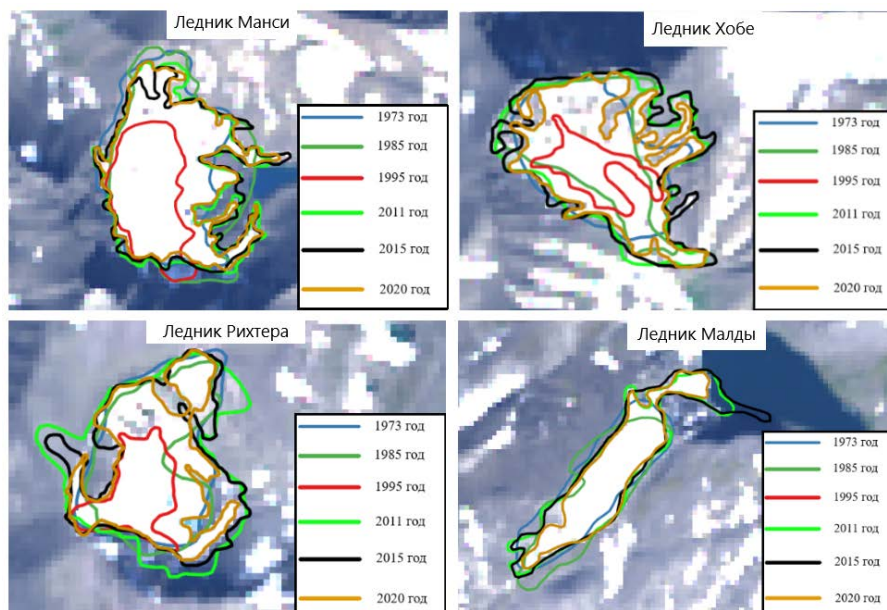 Ледник Манси
1973 год
1985 год
1995 год
2011 год
2015 год
2020 год
Ледник Хобе
1973 год
1985 год
1995 год
2011 год
2015 год
2020 год
Ледник Рихтера
1973 год
1985 год
1995 год
2011 год
2015 год
2020 год
Ледник Малды
1973 год
1985 год
1995 год
2011 год
2015 год
2020 год